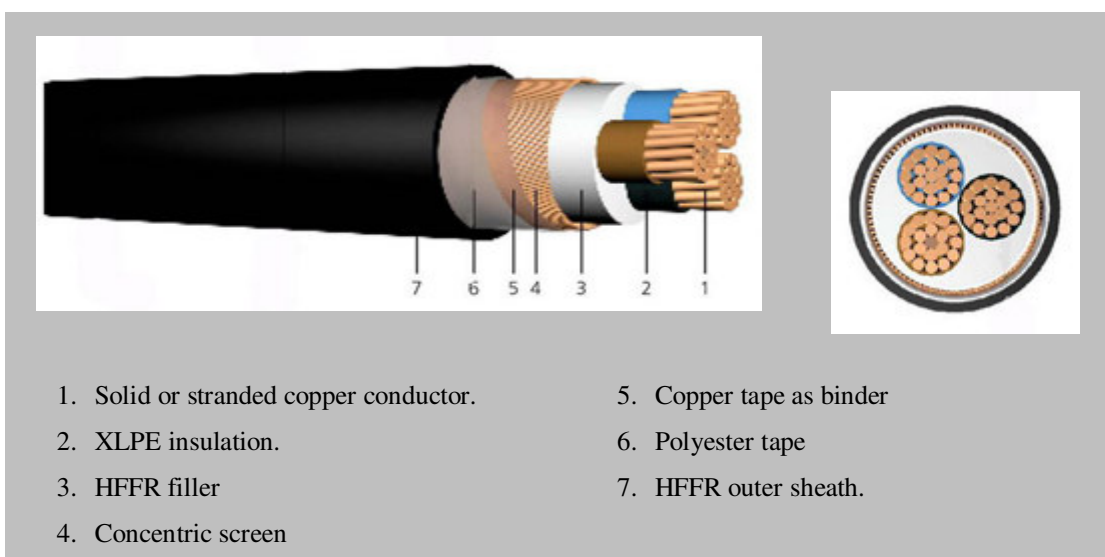 7 6 5 4 3 2 1
1. Solid or stranded copper conductor.
2. XLPE insulation.
3. HFFR filler
4. Concentric screen
5. Copper tape as binder
6. Polyester tape
7. HFFR outer sheath.